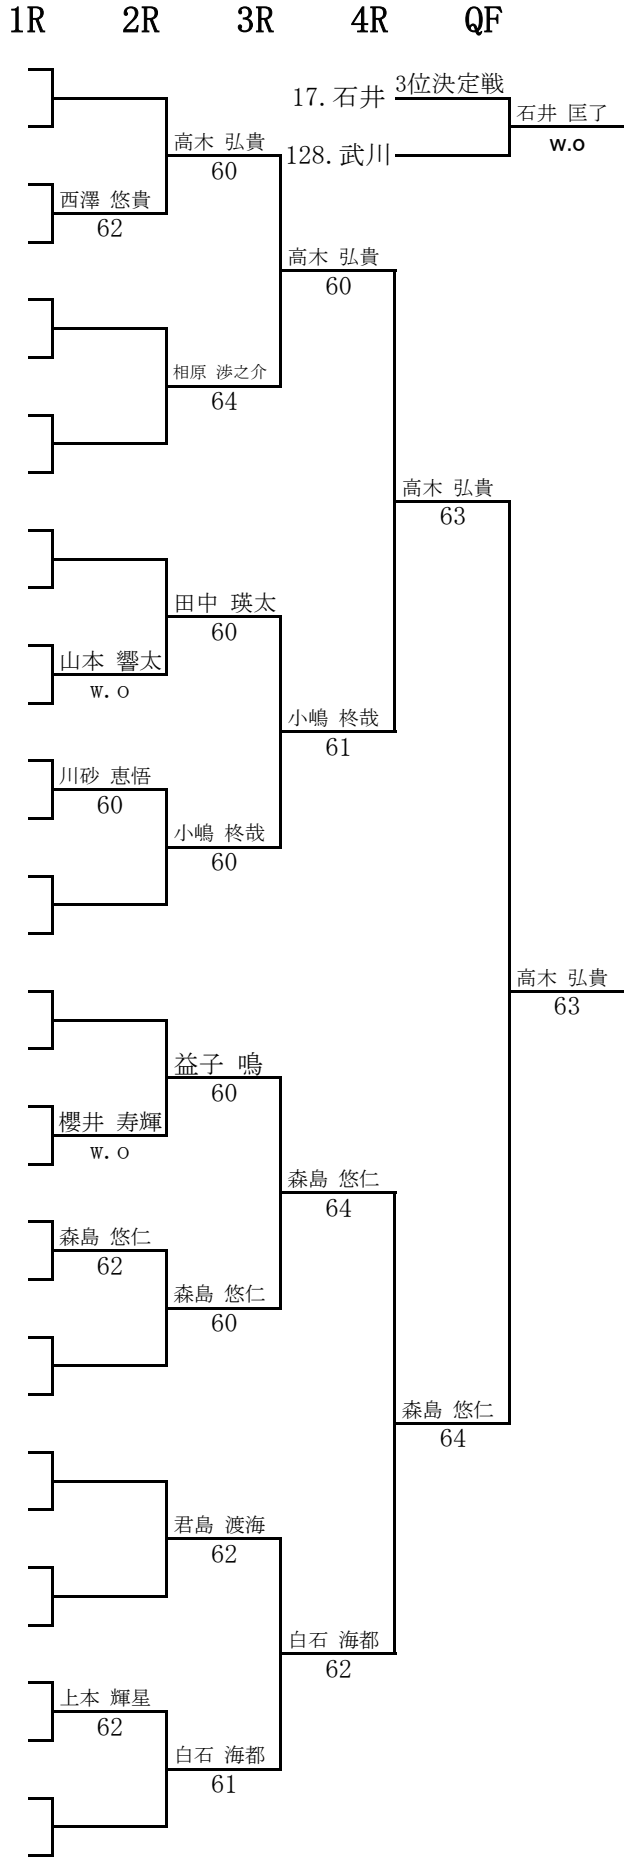 1R 2R 3R 4R QF
3位決定戦
17. 石井
石井 匡了
高木 弘貴
w.o
128. 武川
60
西澤 悠貴
62
高木 弘貴
60
相原 渉之介
64
高木 弘貴
63
田中 瑛太
60
山本 響太
w.o
小嶋 柊哉
61
川砂 恵悟
60
小嶋 柊哉
60
高木 弘貴
63
益子 鳴
60
櫻井 寿輝
w.o
森島 悠仁
64
森島 悠仁
62
森島 悠仁
60
森島 悠仁
64
君島 渡海
62
白石 海都
62
上本 輝星
62
白石 海都
61